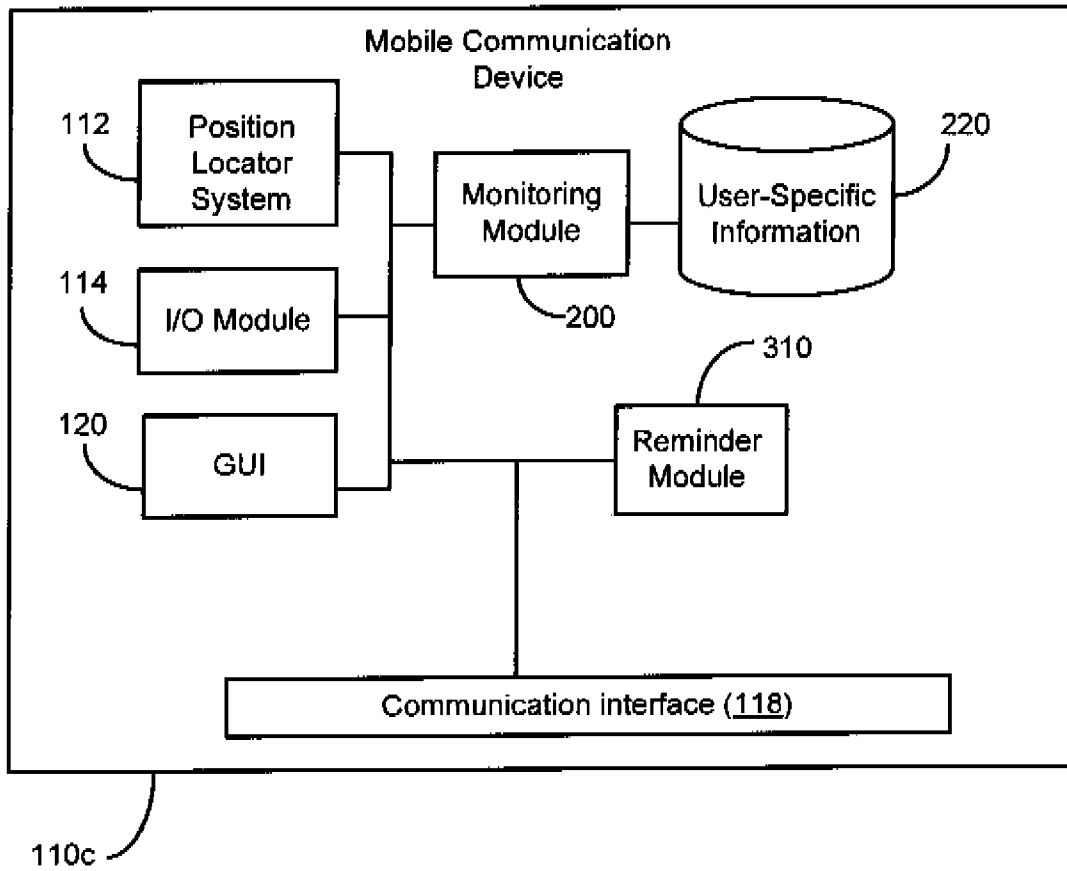 Mobile Communication
Device
112
Position
Locator
System
Monitoring
Module
200
User-Specific
Information
220
114
I/O Module
310
120
GUI
Reminder
Module
Communication interface (118)
110c